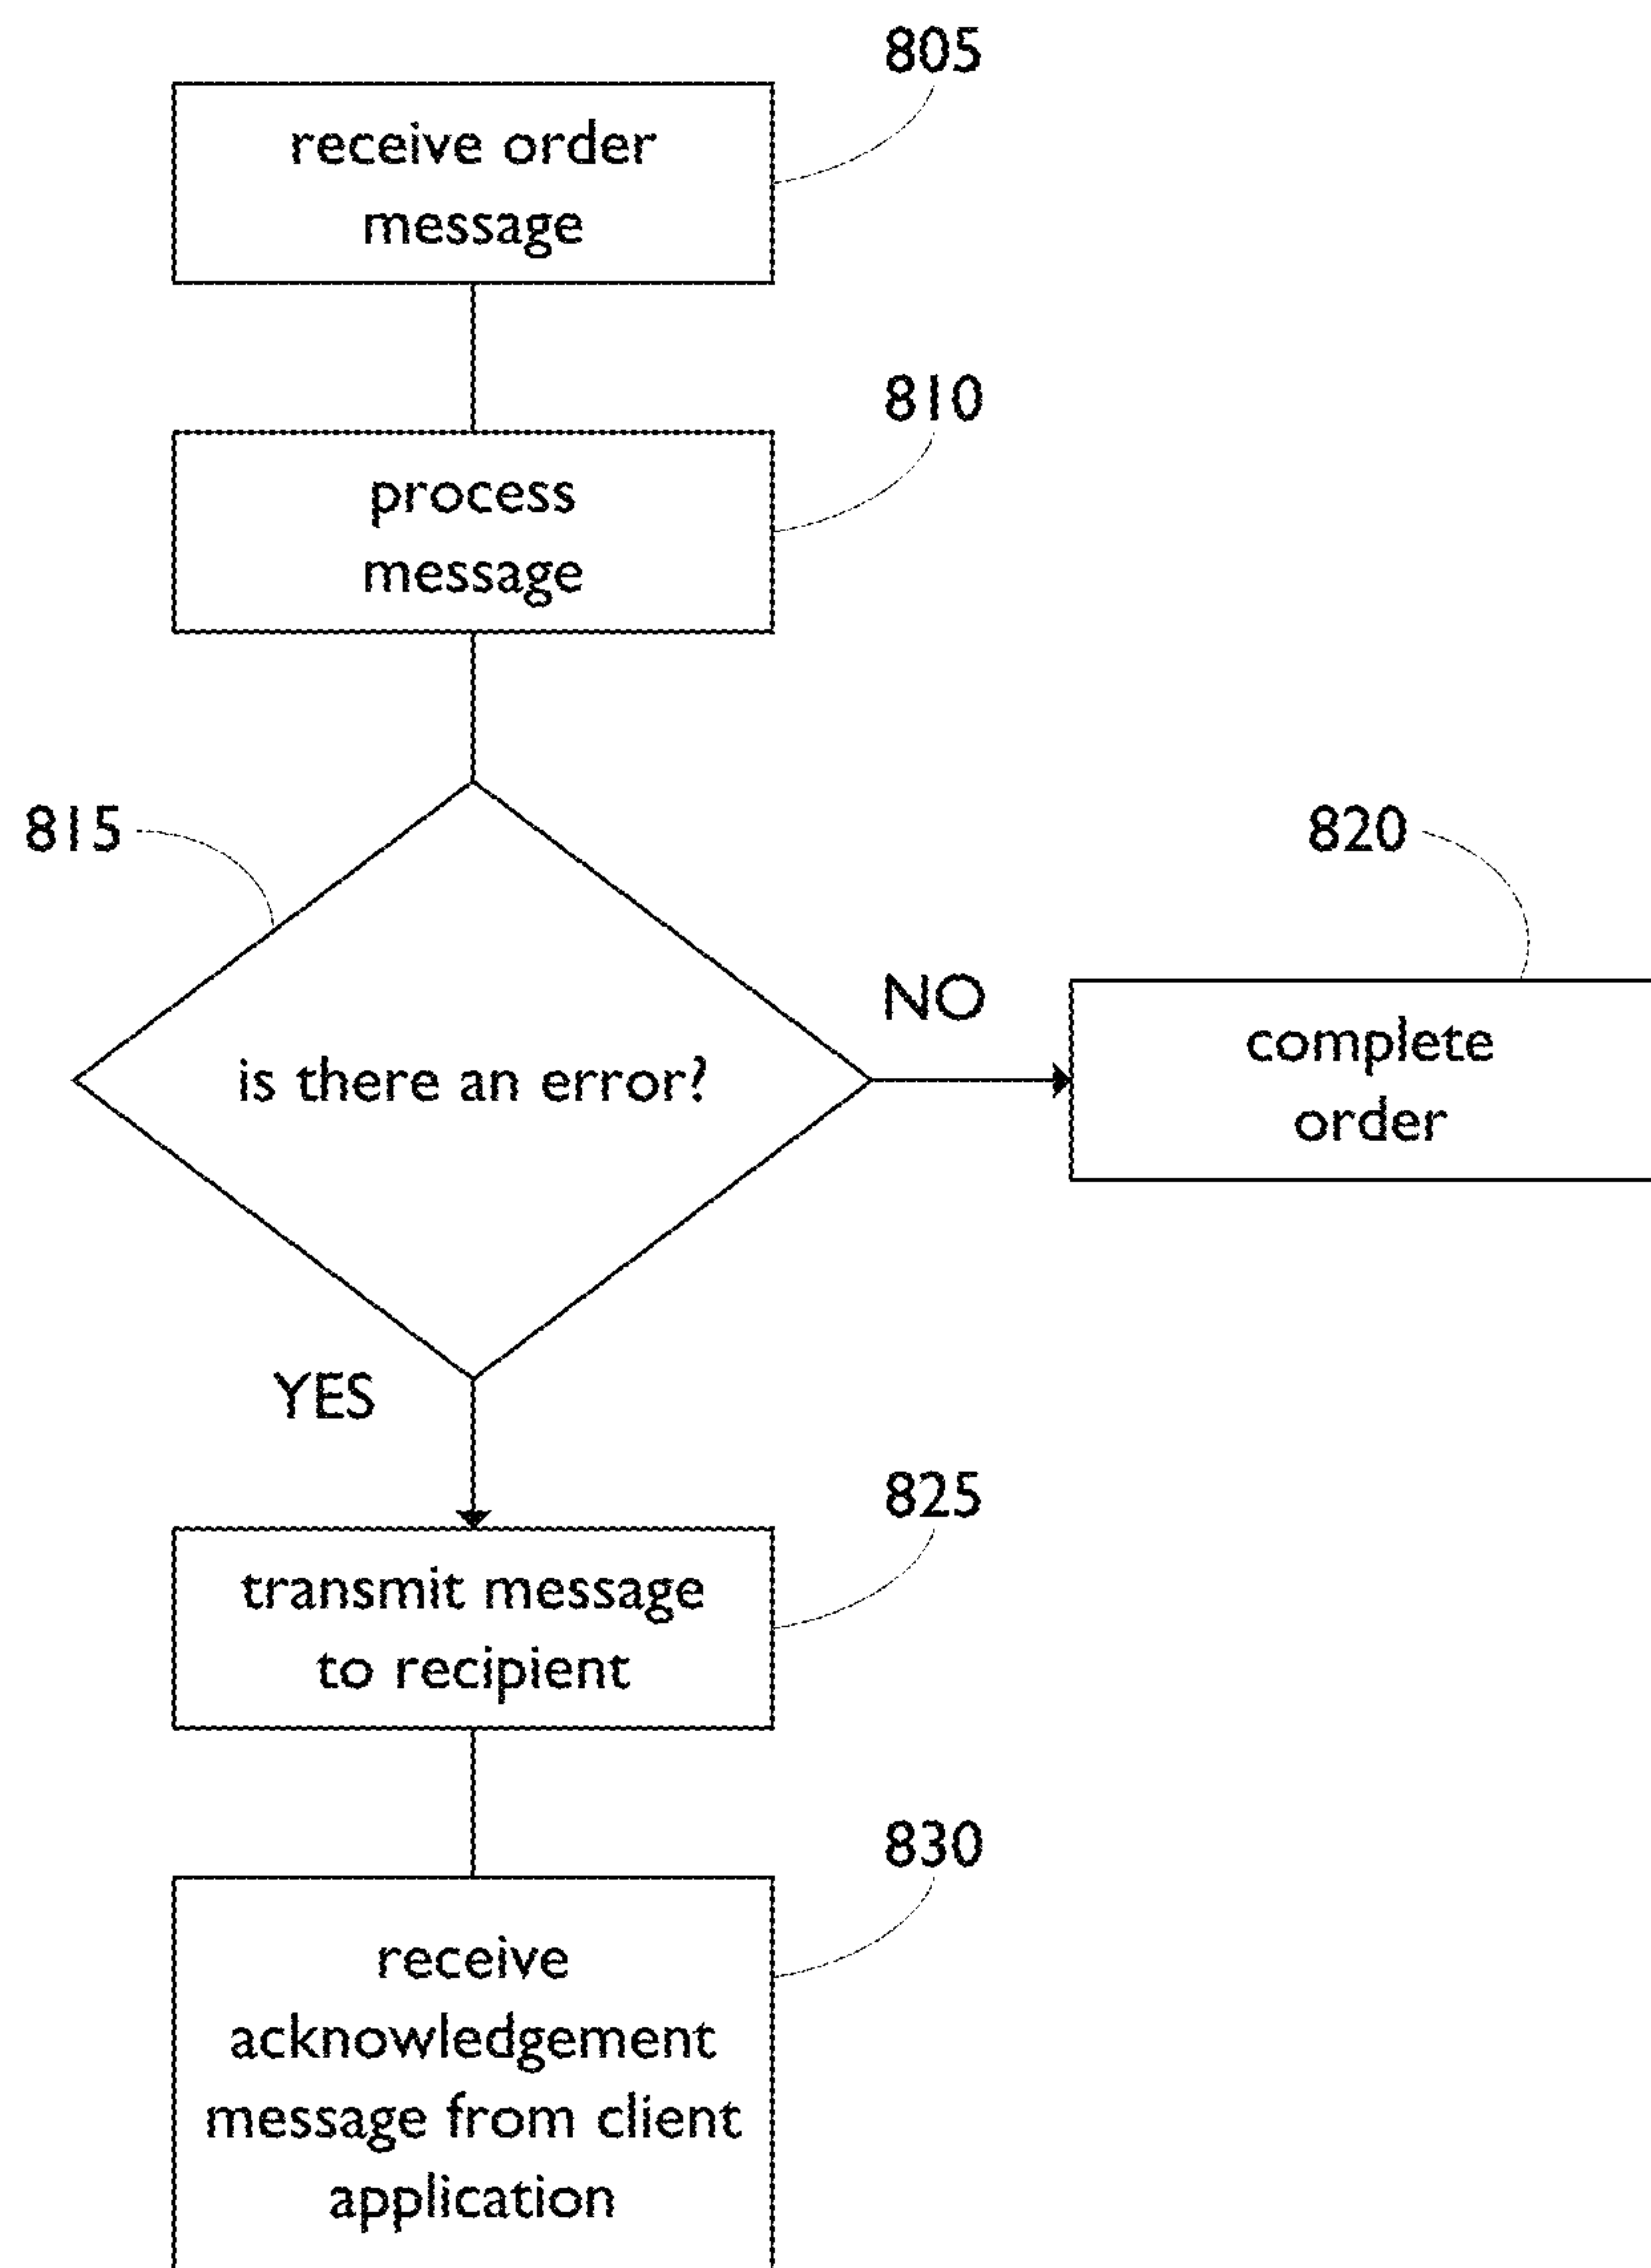 805
receive order
message
810
process
message
815
820
NO
is there an error?
complete
order
YES
825
transmit message
to recipient
830
receive
acknowledgement
message from client
application